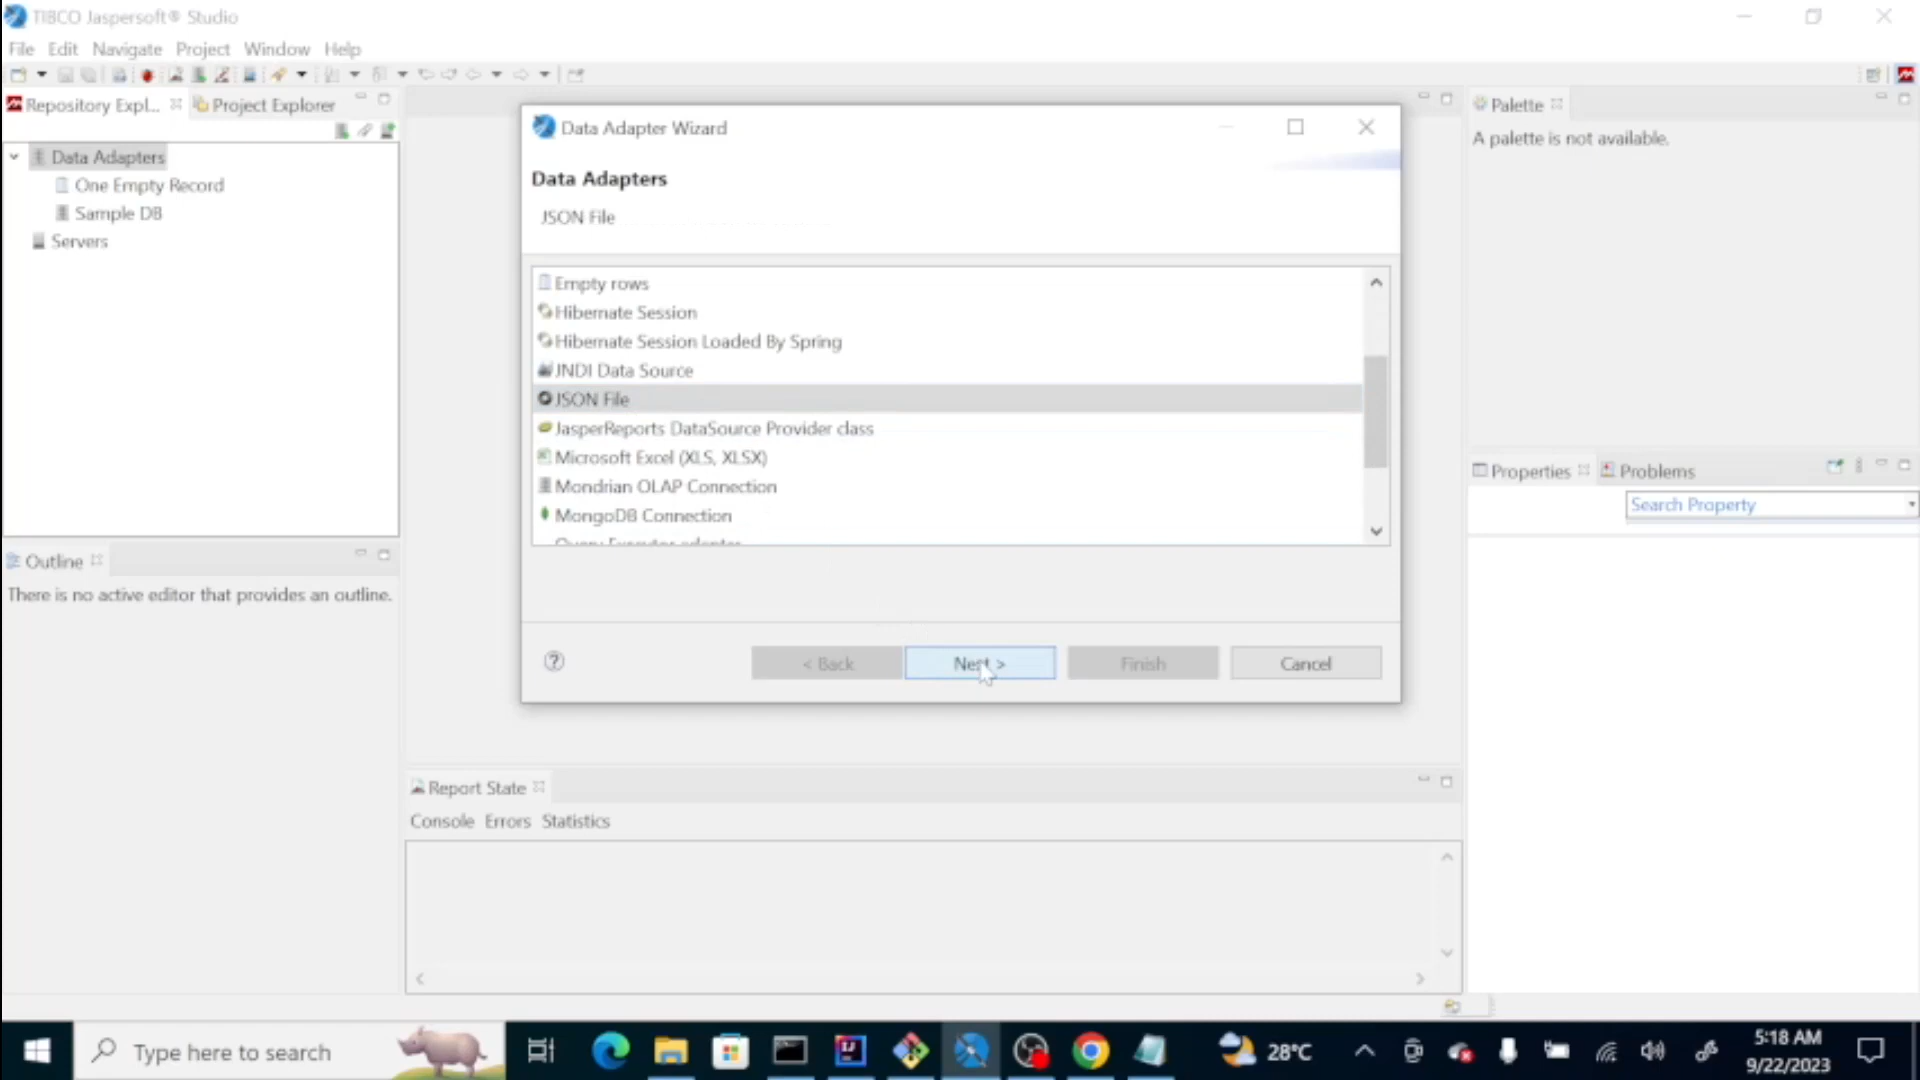 TIBCO Jaspersoft® Studio
File Edit Navigate Project Window Help
Repository Expl...
Project Explorer
Data Adapters
One Empty Record
Sample DB
Servers
Outline
There is no active editor that provides an outline.
Data Adapter Wizard
Data Adapters
JSON File
Empty rows
Hibernate Session
Hibernate Session Loaded By Spring
JNDI Data Source
JSON File
JasperReports DataSource Provider class
Microsoft Excel (XLS, XLSX)
Mondrian OLAP Connection
MongoDB Connection
Query Executor adapter
< Back
Next >
Finish
Cancel
Report State
Console Errors Statistics
Palette
A palette is not available.
Properties
Problems
Search Property
Type here to search
28°C
5:18 AM
9/22/2023